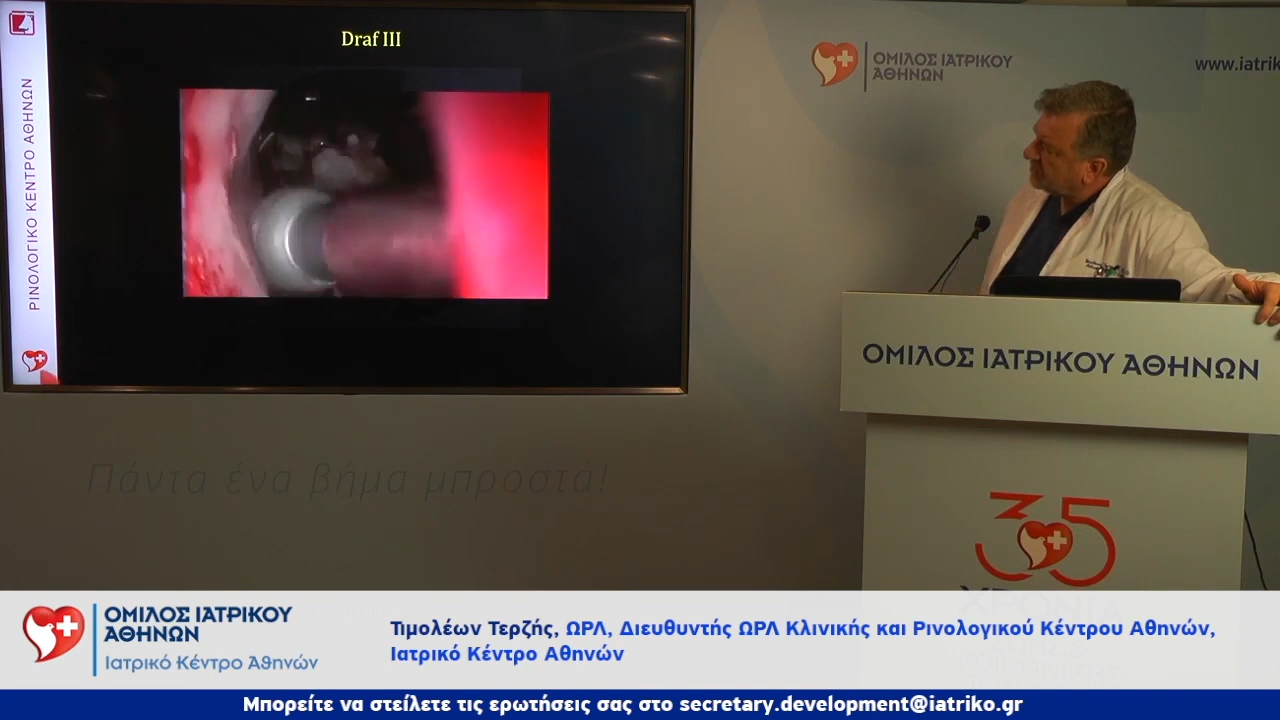 Draf III
ΡΙΝΟΛΟΓΙΚΟ ΚΕΝΤΡΟ ΑΘΗΝΩΝ
ΟΜΙΛΟΣ ΙΑΤΡΙΚΟΥ
ΑΘΗΝΩΝ
www.iatrik
ΟΜΙΛΟΣ ΙΑΤΡΙΚΟΥ ΑΘΗΝΩΝ
Πάντα ένα βήμα μπροστά!
35
ΧΡΟΝΙΑ
ΟΜΙΛΟΣ ΙΑΤΡΙΚΟΥ
ΑΘΗΝΩΝ
Ιατρικό Κέντρο Αθηνών
Τιμολέων Τερζής, ΩΡΛ, Διευθυντής ΩΡΛ Κλινικής και Ρινολογικού Κέντρου Αθηνών,
Ιατρικό Κέντρο Αθηνών
Μπορείτε να στείλετε τις ερωτήσεις σας στο secretary.development@iatriko.gr